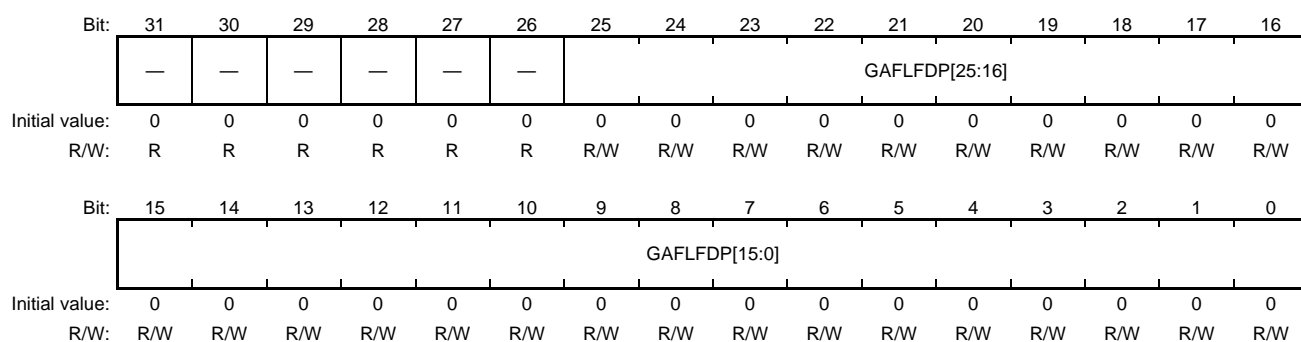 Bit: 31 30 29 28 27 26 25 24 23 22 21 20 19 18 17 16
— — — — — — GAFLFDP[25:16]
Initial value: 0 0 0 0 0 0 0 0 0 0 0 0 0 0 0 0
R/W: R R R R R R R/W R/W R/W R/W R/W R/W R/W R/W R/W R/W
Bit: 15 14 13 12 11 10 9 8 7 6 5 4 3 2 1 0
GAFLFDP[15:0]
Initial value: 0 0 0 0 0 0 0 0 0 0 0 0 0 0 0 0
R/W: R/W R/W R/W R/W R/W R/W R/W R/W R/W R/W R/W R/W R/W R/W R/W R/W